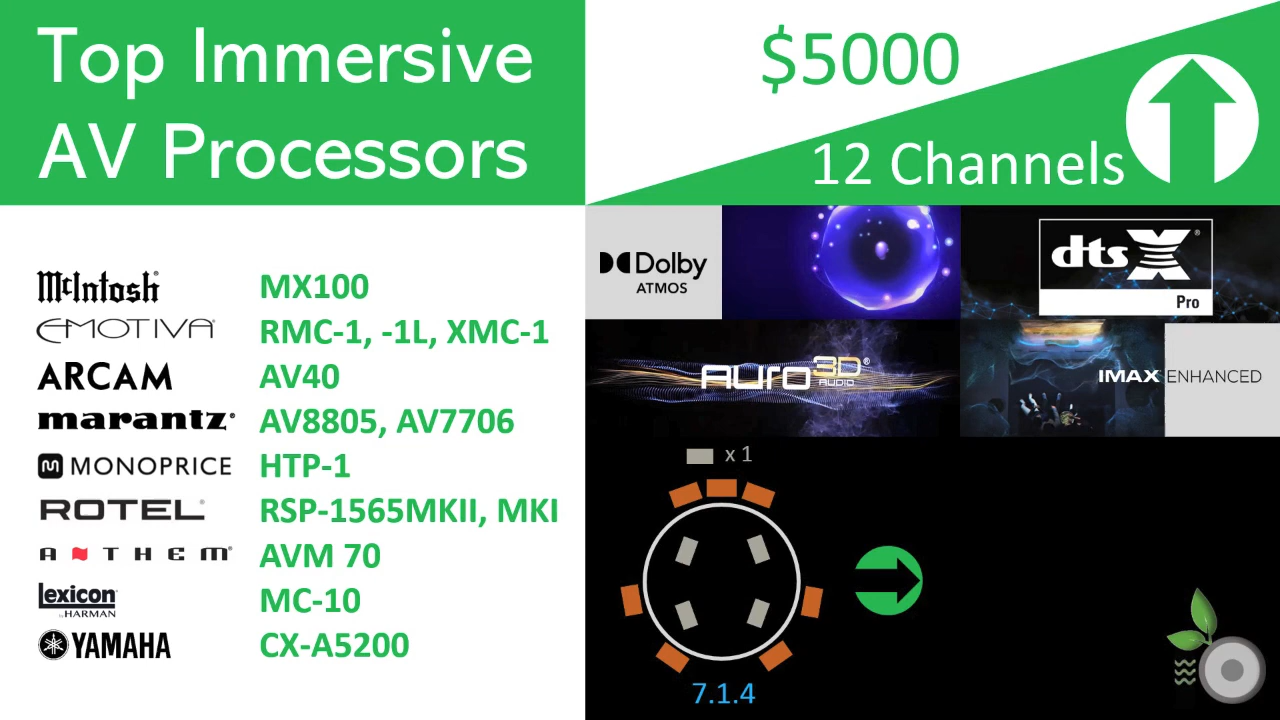 Top Immersive
AV Processors
$5000
12 Channels
McIntosh® MX100
EMOTIVA® RMC-1, -1L, XMC-1
ARCAM AV40
marantz® AV8805, AV7706
MONOPRICE HTP-1
ROTEL® RSP-1565MKII, MKI
ANTHEM® AVM 70
lexicon® by HARMAN MC-10
YAMAHA CX-A5200
Dolby
ATMOS
dts X®
Pro
AURO 3D®
AUDIO
IMAX ENHANCED
x 1
7.1.4